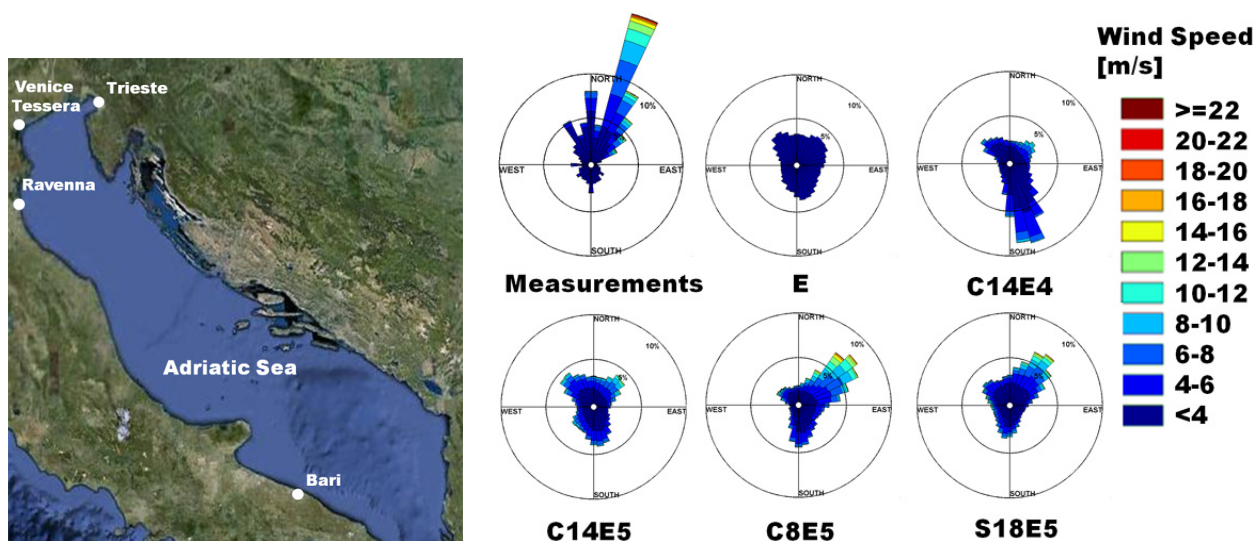 Venice
Tessera
Trieste
Ravenna
Adriatic Sea
Bari
NORTH
10%
WEST
EAST
SOUTH
Measurements
NORTH
10%
5%
WEST
EAST
SOUTH
E
NORTH
10%
5%
WEST
EAST
SOUTH
C14E4
NORTH
10%
5%
WEST
EAST
SOUTH
C14E5
NORTH
10%
5%
WEST
EAST
SOUTH
C8E5
NORTH
10%
5%
WEST
EAST
SOUTH
S18E5
Wind Speed
[m/s]
>=22
20-22
18-20
16-18
14-16
12-14
10-12
8-10
6-8
4-6
<4